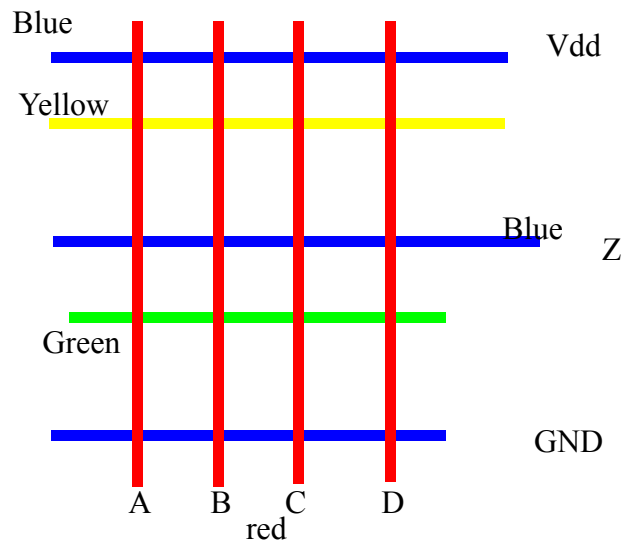 Blue
Vdd
Yellow
Blue
Z
Green
GND
A B C D
red